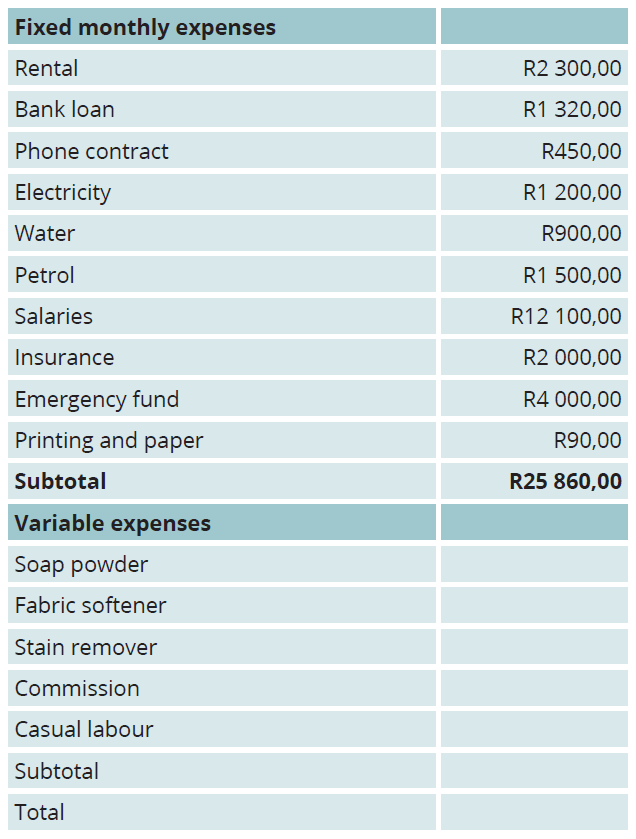 Fixed monthly expenses
Rental R2 300,00
Bank loan R1 320,00
Phone contract R450,00
Electricity R1 200,00
Water R900,00
Petrol R1 500,00
Salaries R12 100,00
Insurance R2 000,00
Emergency fund R4 000,00
Printing and paper R90,00
Subtotal R25 860,00
Variable expenses
Soap powder
Fabric softener
Stain remover
Commission
Casual labour
Subtotal
Total